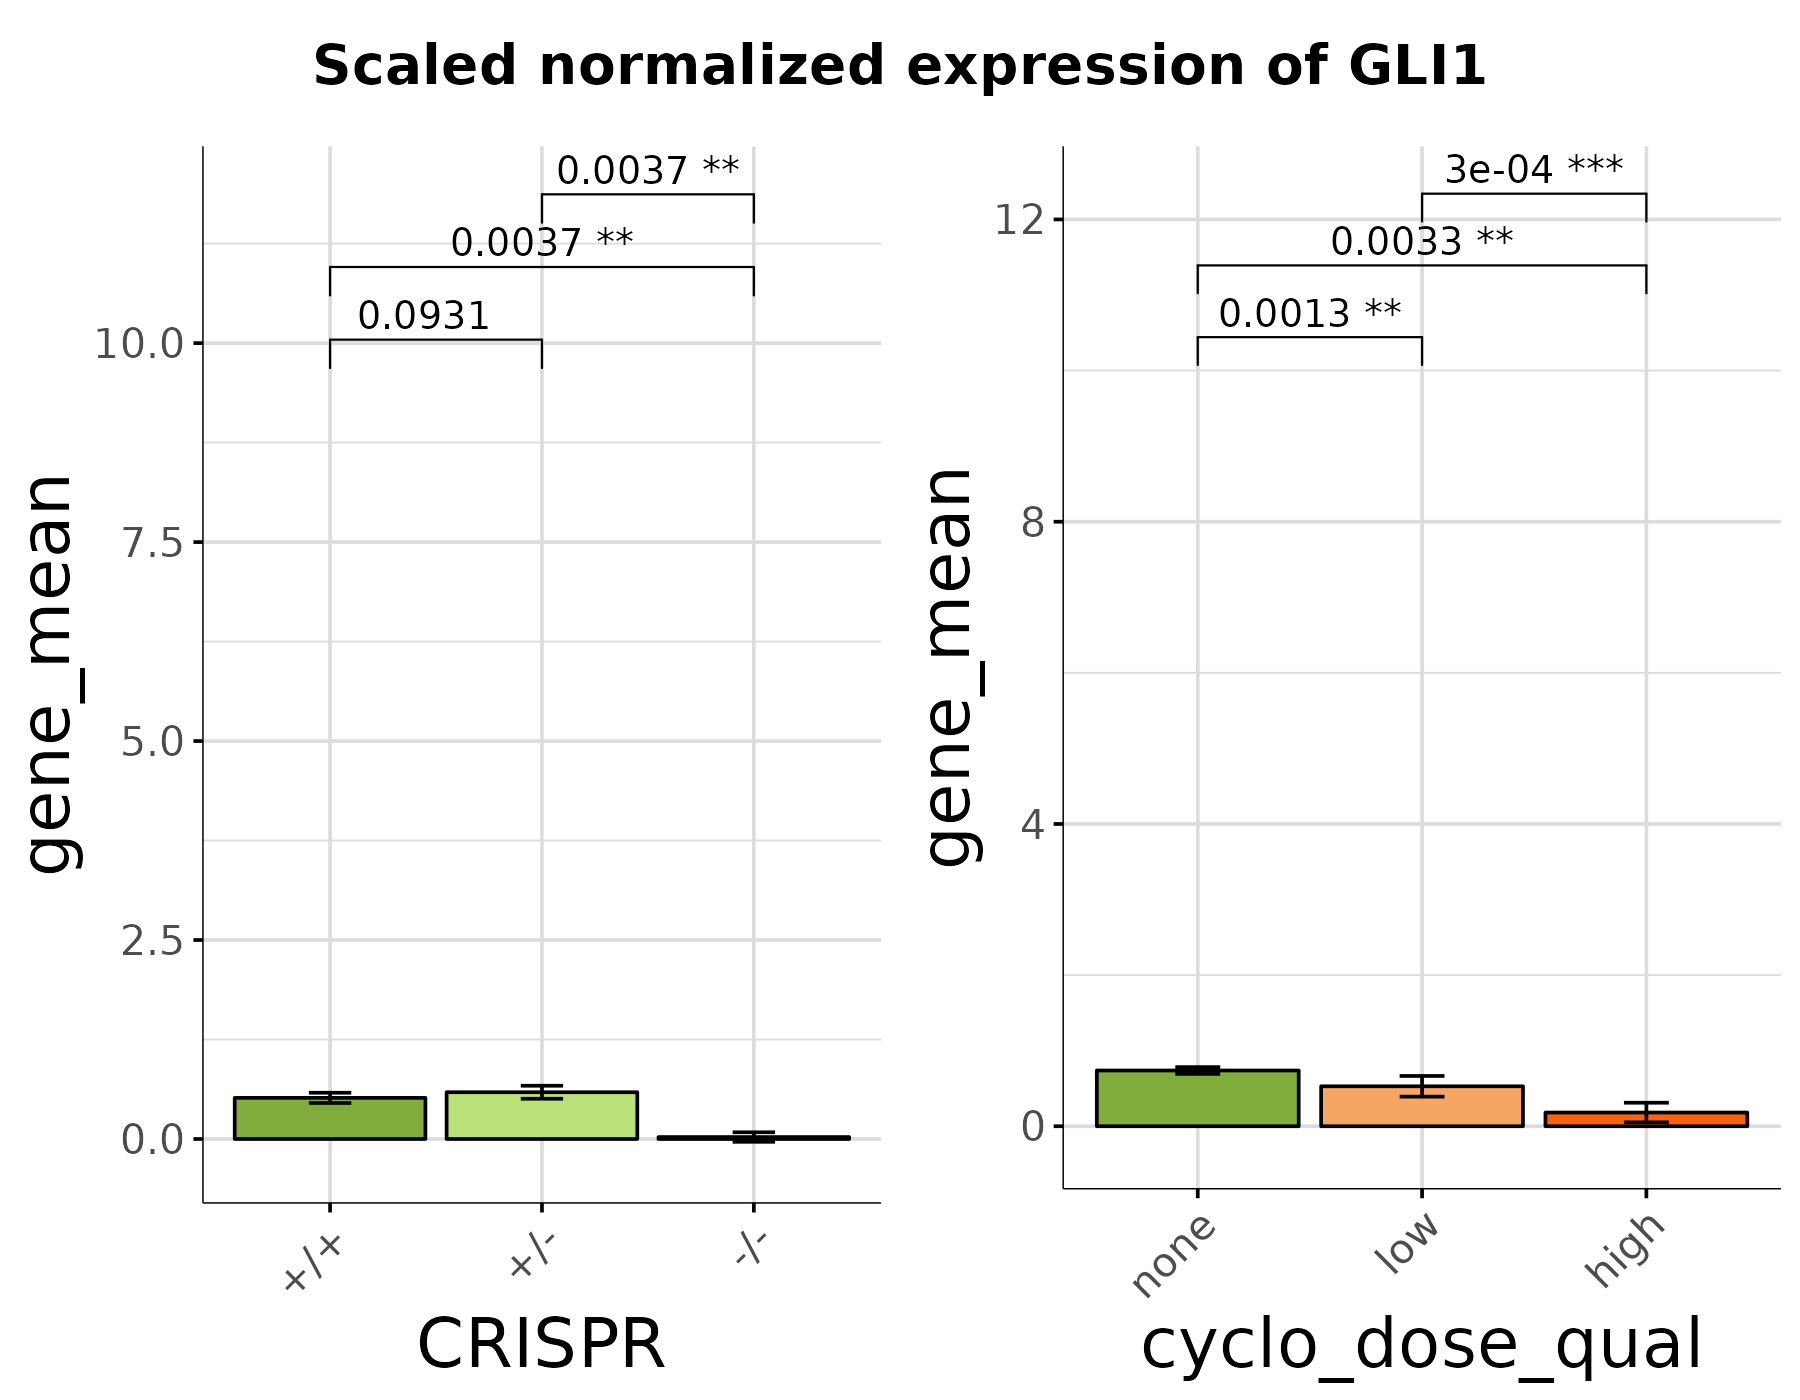 Scaled normalized expression of GLI1
gene_mean
10.0
7.5
5.0
2.5
0.0
0.0037 **
0.0037 **
0.0931
+/+
+/-
-/-
CRISPR
gene_mean
12
8
4
0
3e-04 ***
0.0033 **
0.0013 **
none
low
high
cyclo_dose_qual